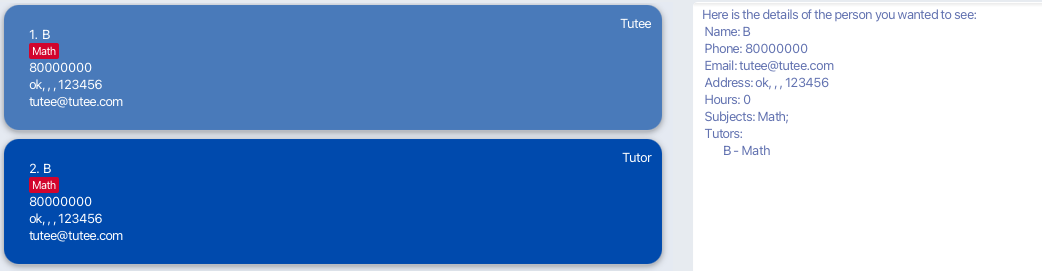 Tutee
1. B
Math
80000000
ok, , , 123456
tutee@tutee.com
Tutor
2. B
Math
80000000
ok, , , 123456
tutee@tutee.com
Here is the details of the person you wanted to see:
Name: B
Phone: 80000000
Email: tutee@tutee.com
Address: ok, , , 123456
Hours: 0
Subjects: Math;
Tutors:
B - Math